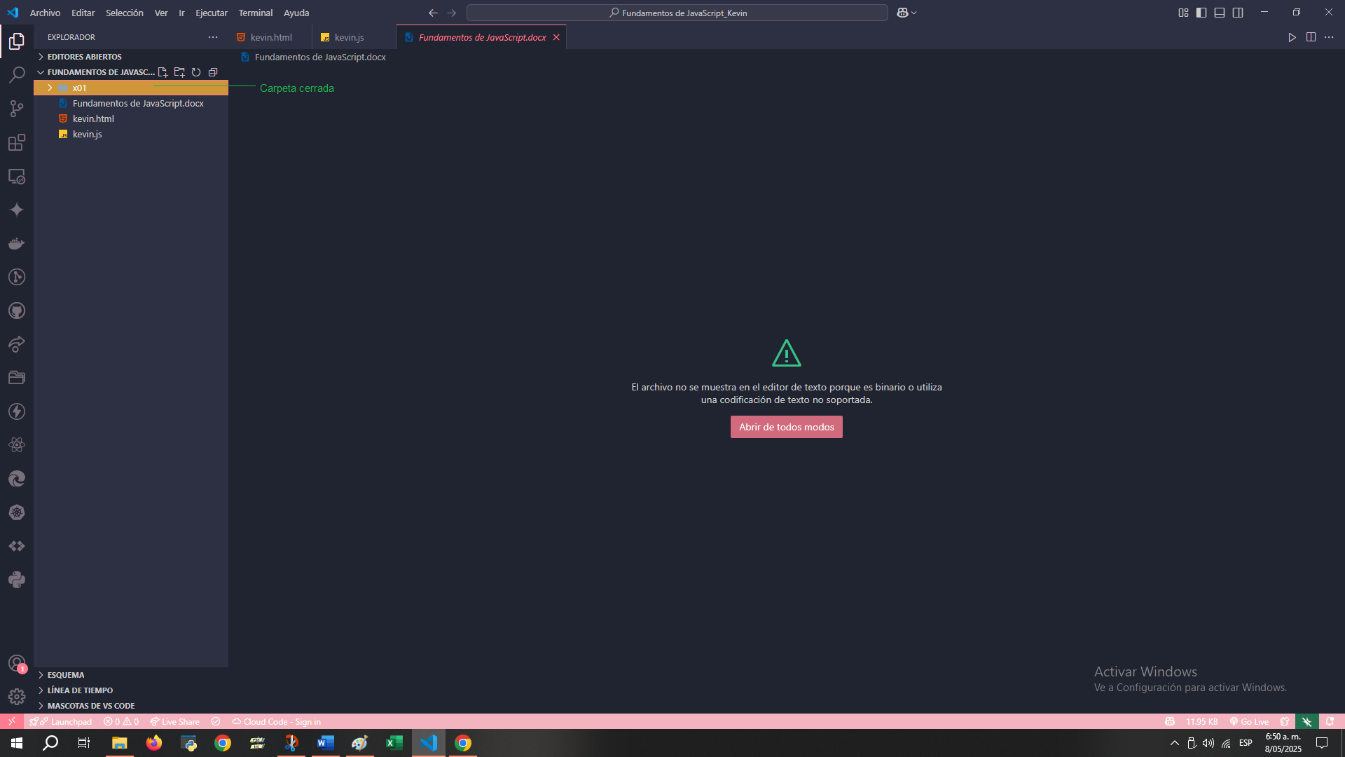 Archivo Editar Selección Ver Ir Ejecutar Terminal Ayuda
Fundamentos de JavaScript_Kevin
EXPLORADOR
kevin.html
kevin.js
Fundamentos de JavaScript.docx
EDITORES ABIERTOS
Fundamentos de JavaScript.docx
FUNDAMENTOS DE JAVASC...
x01
Carpeta cerrada
Fundamentos de JavaScript.docx
kevin.html
kevin.js
El archivo no se muestra en el editor de texto porque es binario o utiliza
una codificación de texto no soportada.
Abrir de todos modos
Activar Windows
Ve a Configuración para activar Windows.
1
ESQUEMA
LÍNEA DE TIEMPO
MASCOTAS DE VS CODE
Launchpad 0 0 Live Share Cloud Code - Sign in 11.95 KB Go Live
ESP
6:50 a. m.
8/05/2025